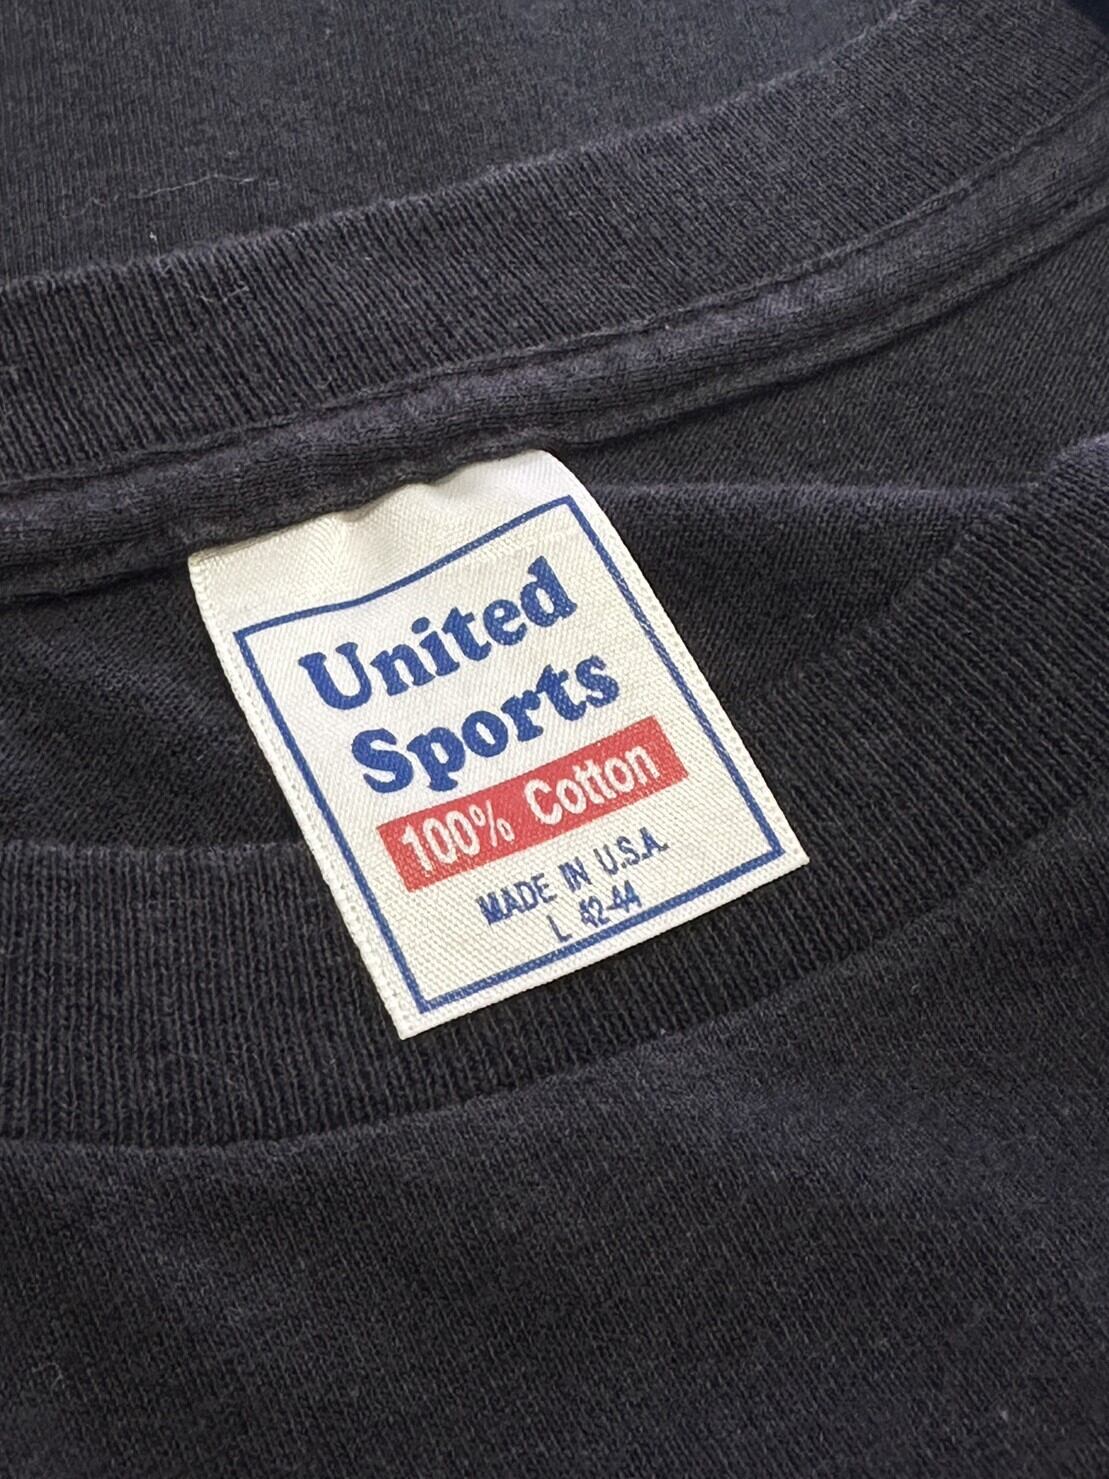 United
Sports
100% Cotton
MADE IN U.S.A.
L 42-44